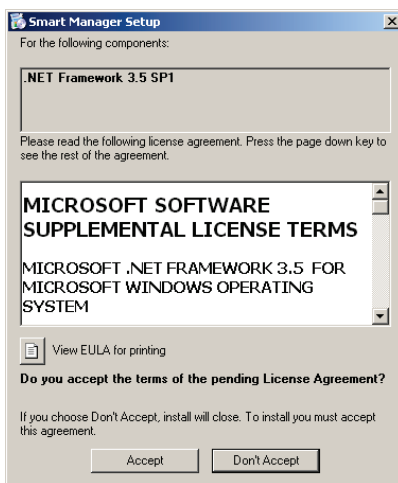 Smart Manager Setup
For the following components:
.NET Framework 3.5 SP1
Please read the following license agreement. Press the page down key to
see the rest of the agreement.
MICROSOFT SOFTWARE
SUPPLEMENTAL LICENSE TERMS
MICROSOFT .NET FRAMEWORK 3.5 FOR
MICROSOFT WINDOWS OPERATING
SYSTEM
View EULA for printing
Do you accept the terms of the pending License Agreement?
If you choose Don't Accept, install will close. To install you must accept
this agreement.
Accept
Don't Accept